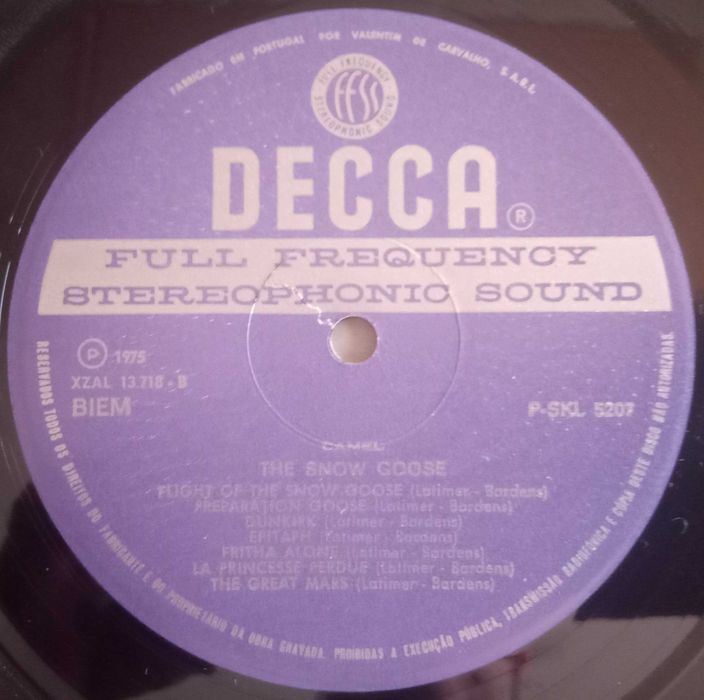 FABRICADO EM PORTUGAL POR VALENTIM DE CARVALHO, S.A.R.L.
FULL FREQUENCY
FFSS
STEREOPHONIC SOUND
DECCA®
FULL FREQUENCY
STEREOPHONIC SOUND
Ⓟ 1975
XZAL 13.718 - B
BIEM
P-SKL 5207
CAMEL
THE SNOW GOOSE
FLIGHT OF THE SNOW GOOSE (Latimer - Bardens)
PREPARATION GOOSE (Latimer - Bardens)
DUNKIRK (Latimer - Bardens)
EPITAPH (Latimer - Bardens)
FRITHA ALONE (Latimer - Bardens)
LA PRINCESSE PERDUE (Latimer - Bardens)
THE GREAT MARS (Latimer - Bardens)
RESERVADOS TODOS OS DIREITOS DO FABRICANTE E DO PROPRIETÁRIO DA OBRA GRAVADA. PROIBIDAS A EXECUÇÃO PÚBLICA, TRANSMISSÃO RADIOFÓNICA E CÓPIA DESTE DISCO NÃO AUTORIZADAS.